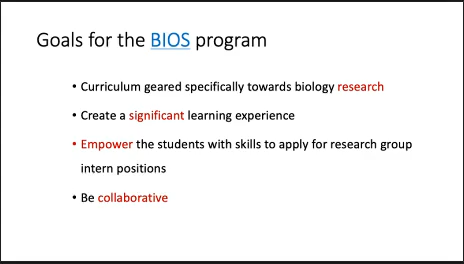 Goals for the BIOS program
• Curriculum geared specifically towards biology research
• Create a significant learning experience
• Empower the students with skills to apply for research group
intern positions
• Be collaborative